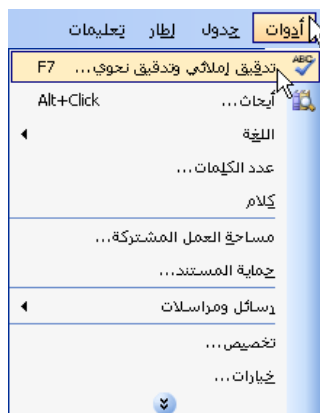 أدوات جدول إطار تعليمات
تدقيق إملائي وتدقيق نحوي... F7
أبحاث... Alt+Click
اللغة
عدد الكلمات...
كلام
مساحة العمل المشتركة...
حماية المستند...
رسائل ومراسلات
تخصيص...
خيارات...